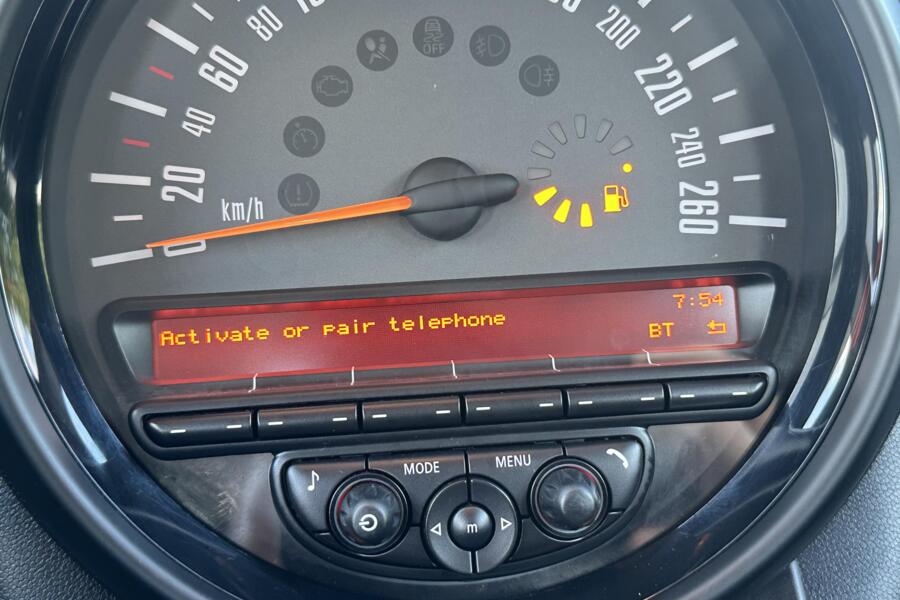 80
60
40
20
0
km/h
OFF
200
220
240
260
7:54
Activate or pair telephone
BT
MODE
MENU
m